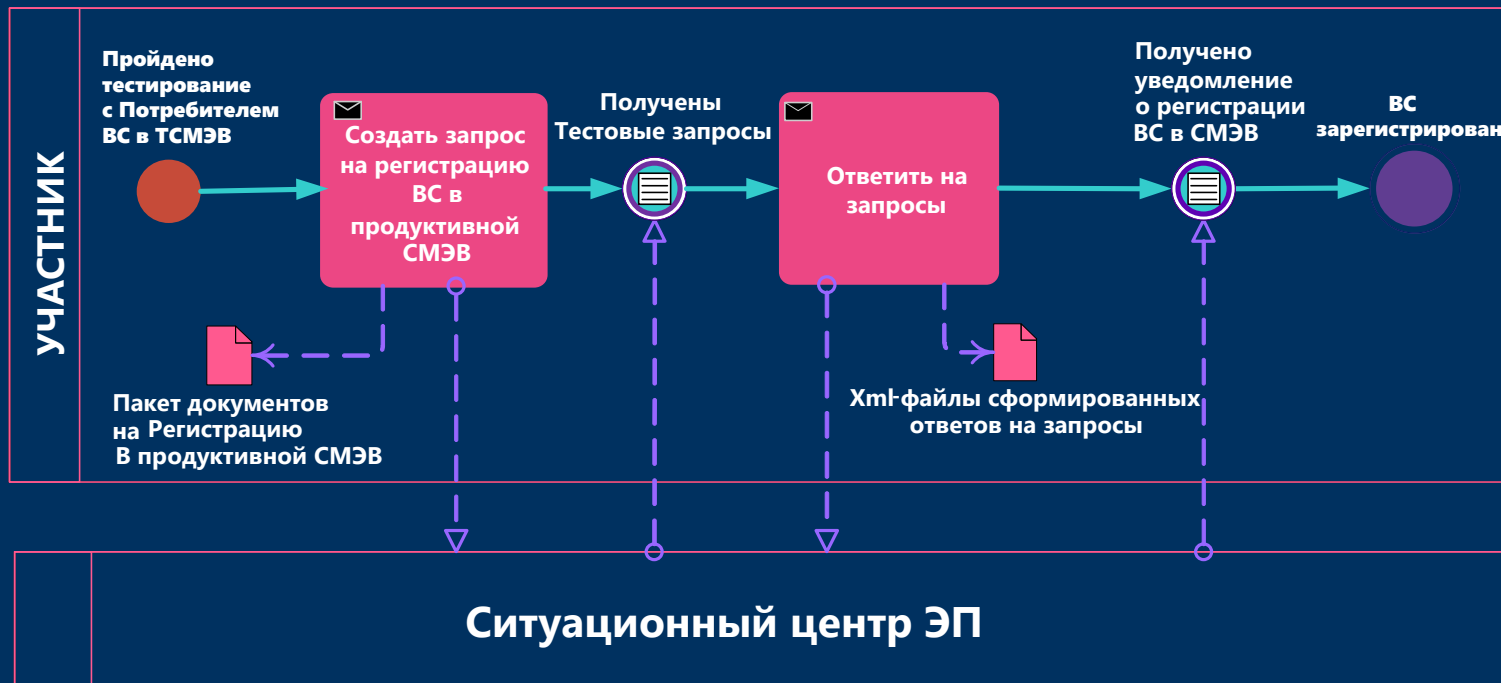 УЧАСТНИК
Пройдено
тестирование
с Потребителем
ВС в ТСМЭВ
Создать запрос
на регистрацию
ВС в
продуктивной
СМЭВ
Получены
Тестовые запросы
Ответить на
запросы
Получено
уведомление
о регистрации
ВС в СМЭВ
ВС
зарегистрирован
Пакет документов
на Регистрацию
В продуктивной СМЭВ
Xml-файлы сформированных
ответов на запросы
Ситуационный центр ЭП